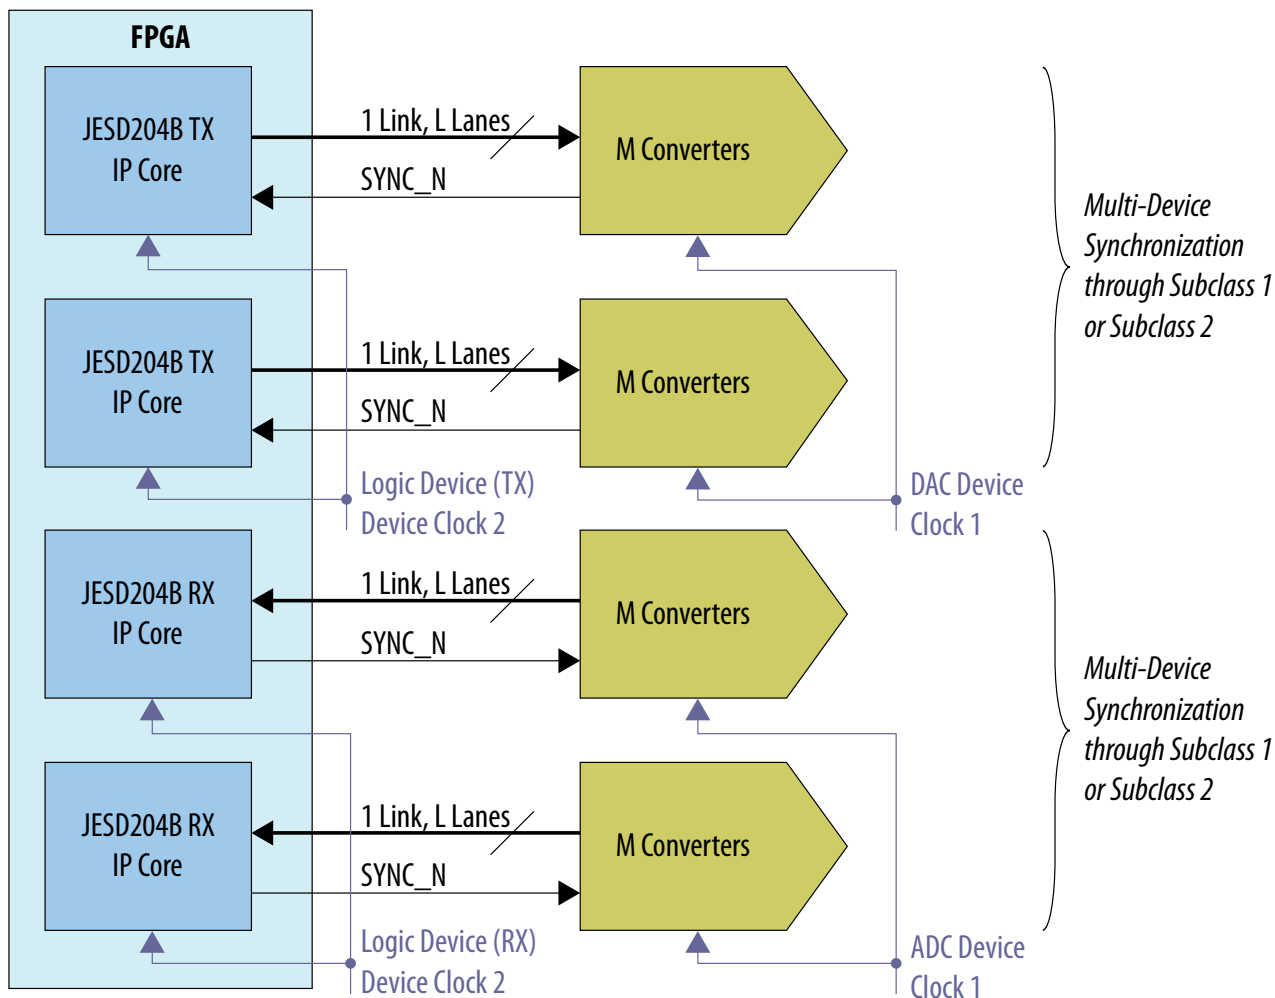 FPGA
JESD204B TX
IP Core
1 Link, L Lanes
SYNC_N
M Converters
Multi-Device
Synchronization
through Subclass 1
or Subclass 2
JESD204B TX
IP Core
1 Link, L Lanes
SYNC_N
M Converters
Logic Device (TX)
Device Clock 2
DAC Device
Clock 1
JESD204B RX
IP Core
1 Link, L Lanes
SYNC_N
M Converters
Multi-Device
Synchronization
through Subclass 1
or Subclass 2
JESD204B RX
IP Core
1 Link, L Lanes
SYNC_N
M Converters
Logic Device (RX)
Device Clock 2
ADC Device
Clock 1